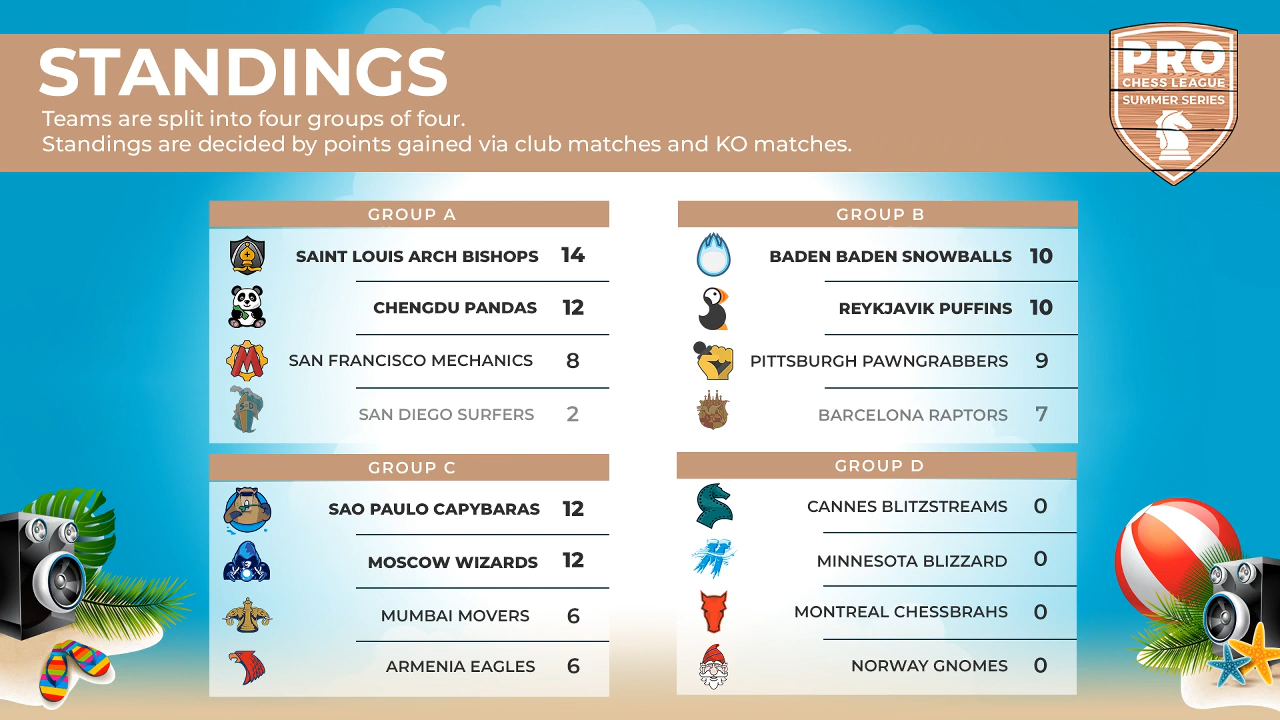 STANDINGS
Teams are split into four groups of four.
Standings are decided by points gained via club matches and KO matches.
PRO
CHESS LEAGUE
SUMMER SERIES
GROUP A
SAINT LOUIS ARCH BISHOPS 14
CHENGDU PANDAS 12
SAN FRANCISCO MECHANICS 8
SAN DIEGO SURFERS 2
GROUP B
BADEN BADEN SNOWBALLS 10
REYKJAVIK PUFFINS 10
PITTSBURGH PAWNGRABBERS 9
BARCELONA RAPTORS 7
GROUP C
SAO PAULO CAPYBARAS 12
MOSCOW WIZARDS 12
MUMBAI MOVERS 6
ARMENIA EAGLES 6
GROUP D
CANNES BLITZSTREAMS 0
MINNESOTA BLIZZARD 0
MONTREAL CHESSBRAHS 0
NORWAY GNOMES 0